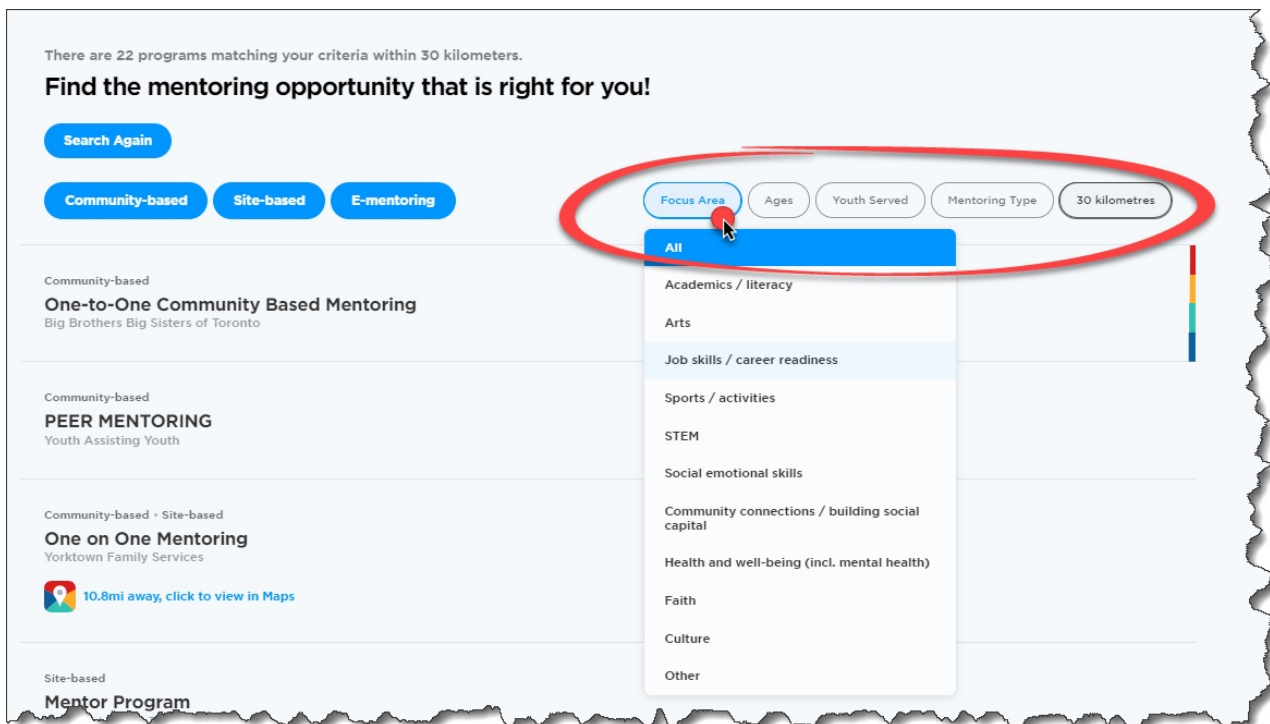 There are 22 programs matching your criteria within 30 kilometers.
Find the mentoring opportunity that is right for you!
Search Again
Community-based
Site-based
E-mentoring
Focus Area
Ages
Youth Served
Mentoring Type
30 kilometres
All
Academics / literacy
Arts
Job skills / career readiness
Sports / activities
STEM
Social emotional skills
Community connections / building social
capital
Health and well-being (incl. mental health)
Faith
Culture
Other
Community-based
One-to-One Community Based Mentoring
Big Brothers Big Sisters of Toronto
Community-based
PEER MENTORING
Youth Assisting Youth
Community-based • Site-based
One on One Mentoring
Yorktown Family Services
10.8mi away, click to view in Maps
Site-based
Mentor Program